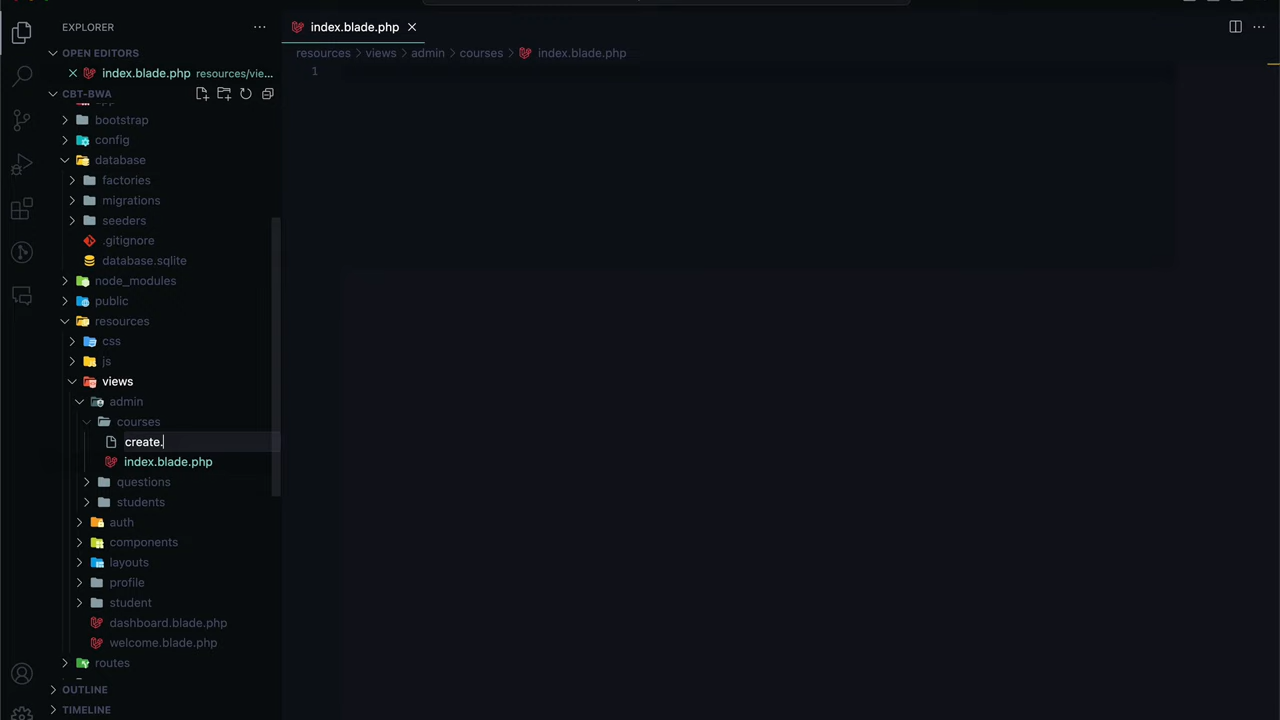 EXPLORER
index.blade.php
OPEN EDITORS
resources > views > admin > courses > index.blade.php
index.blade.php resources/vie...
1
CBT-BWA
bootstrap
config
database
factories
migrations
seeders
.gitignore
database.sqlite
node_modules
public
resources
css
js
views
admin
courses
create.
index.blade.php
questions
students
auth
components
layouts
profile
student
dashboard.blade.php
welcome.blade.php
routes
OUTLINE
TIMELINE